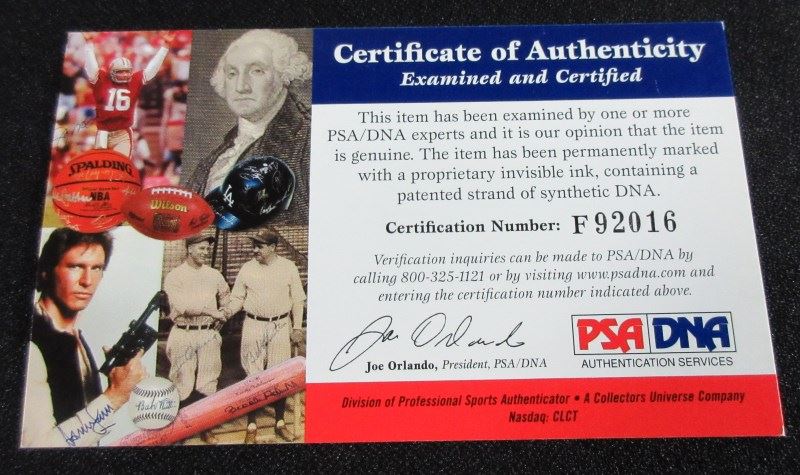 Certificate of Authenticity
Examined and Certified
This item has been examined by one or more
PSA/DNA experts and it is our opinion that the item
is genuine. The item has been permanently marked
with a proprietary invisible ink, containing a
patented strand of synthetic DNA.
Certification Number: F92016
Verification inquiries can be made to PSA/DNA by
calling 800-325-1121 or by visiting www.psadna.com and
entering the certification number indicated above.
Joe Orlando
Joe Orlando, President, PSA/DNA
PSA DNA
AUTHENTICATION SERVICES
Division of Professional Sports Authenticator • A Collectors Universe Company
Nasdaq: CLCT
16
SPALDING
NBA
Wilson
LA
Babe Ruth